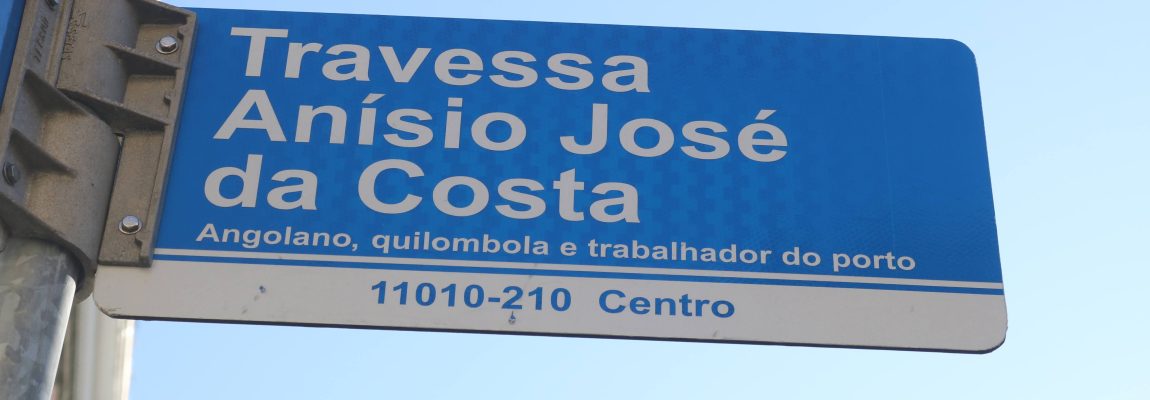 Travessa
Anísio José
da Costa
Angolano, quilombola e trabalhador do porto
11010-210 Centro